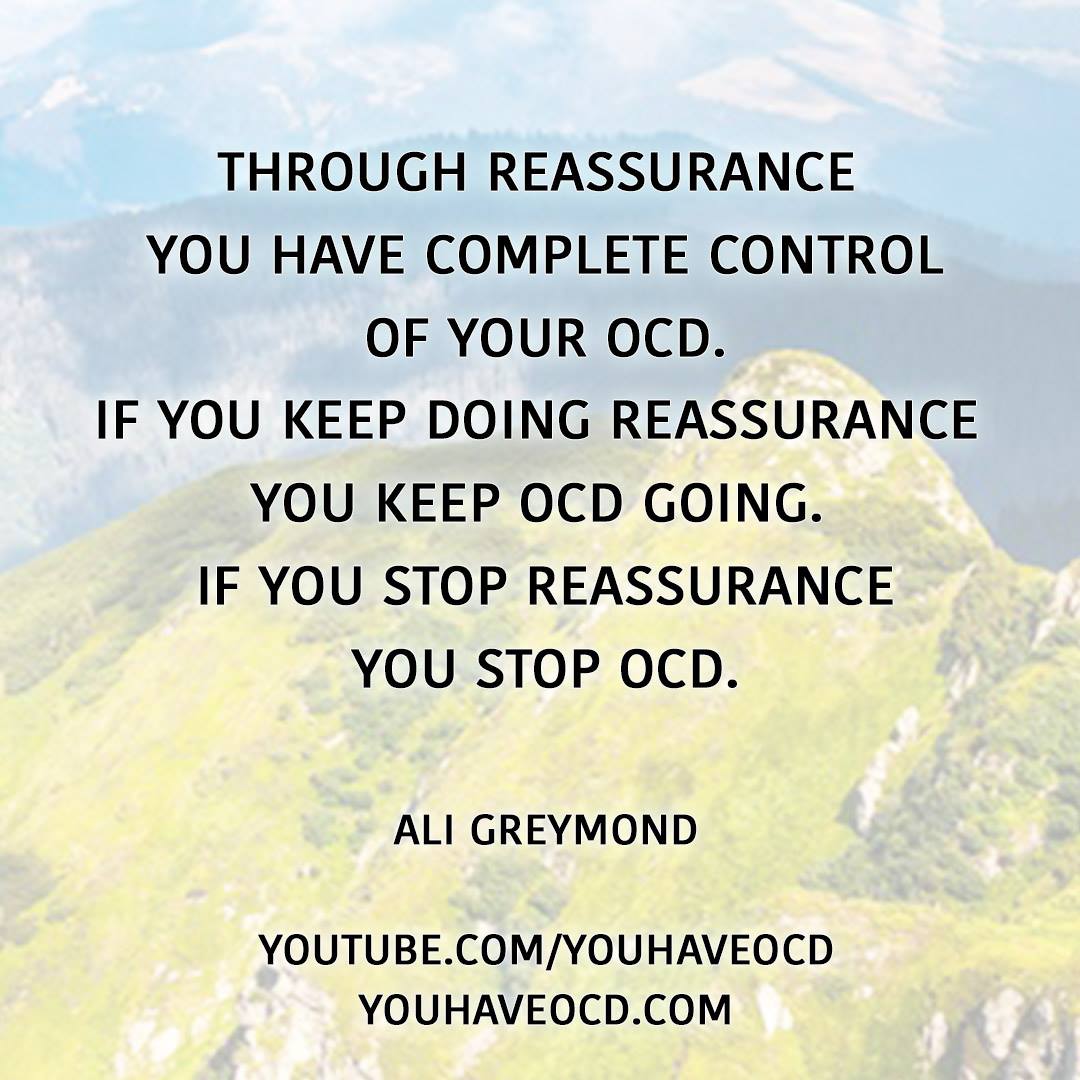 THROUGH REASSURANCE
YOU HAVE COMPLETE CONTROL
OF YOUR OCD.
IF YOU KEEP DOING REASSURANCE
YOU KEEP OCD GOING.
IF YOU STOP REASSURANCE
YOU STOP OCD.
ALI GREYMOND
YOUTUBE.COM/YOUHAVEOCD
YOUHAVEOCD.COM